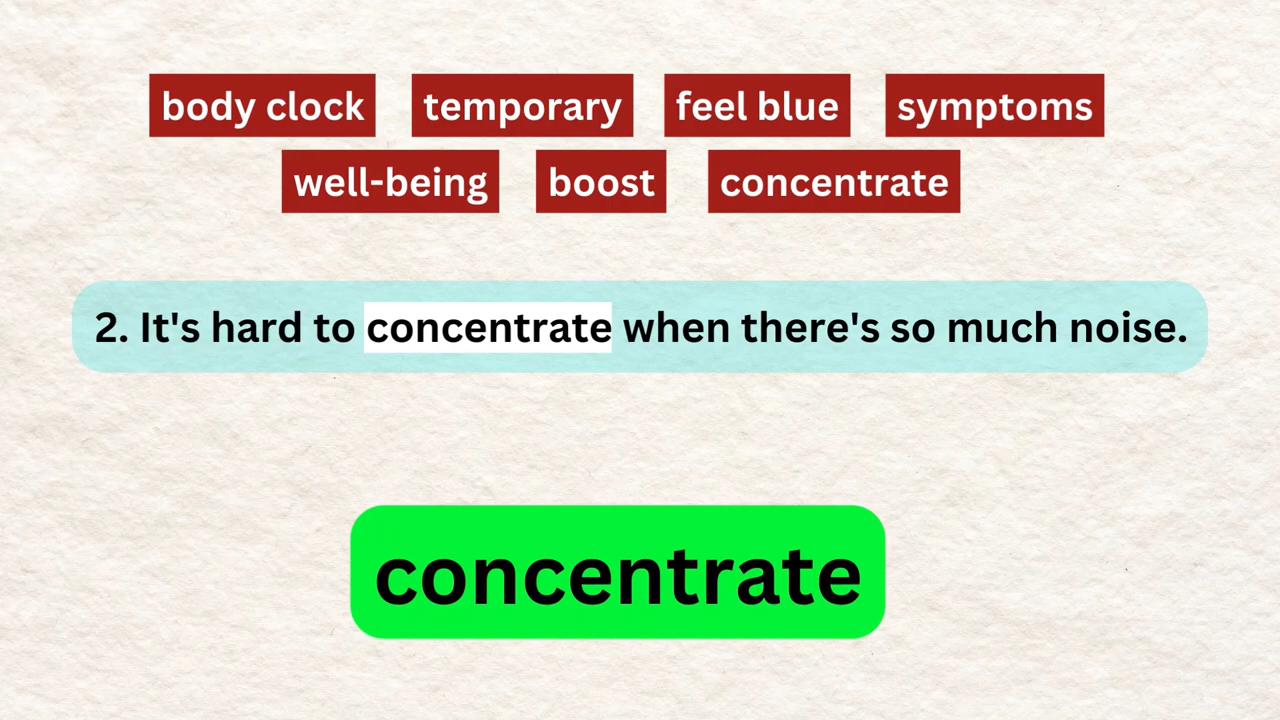 body clock temporary feel blue symptoms
well-being boost concentrate
2. It's hard to concentrate when there's so much noise.
concentrate